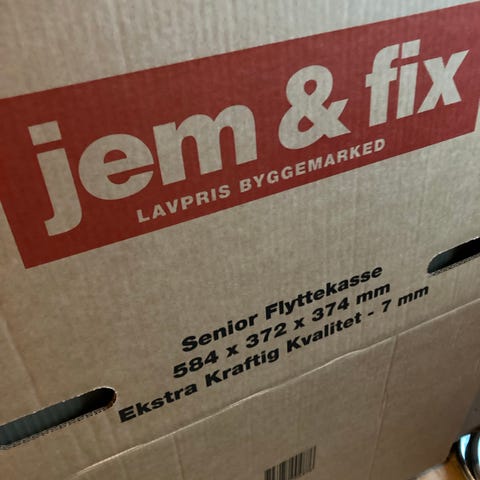 jem & fix
LAVPRIS BYGGEMARKED
Senior Flyttekasse
584 x 372 x 374 mm
Ekstra Kraftig Kvalitet - 7 mm